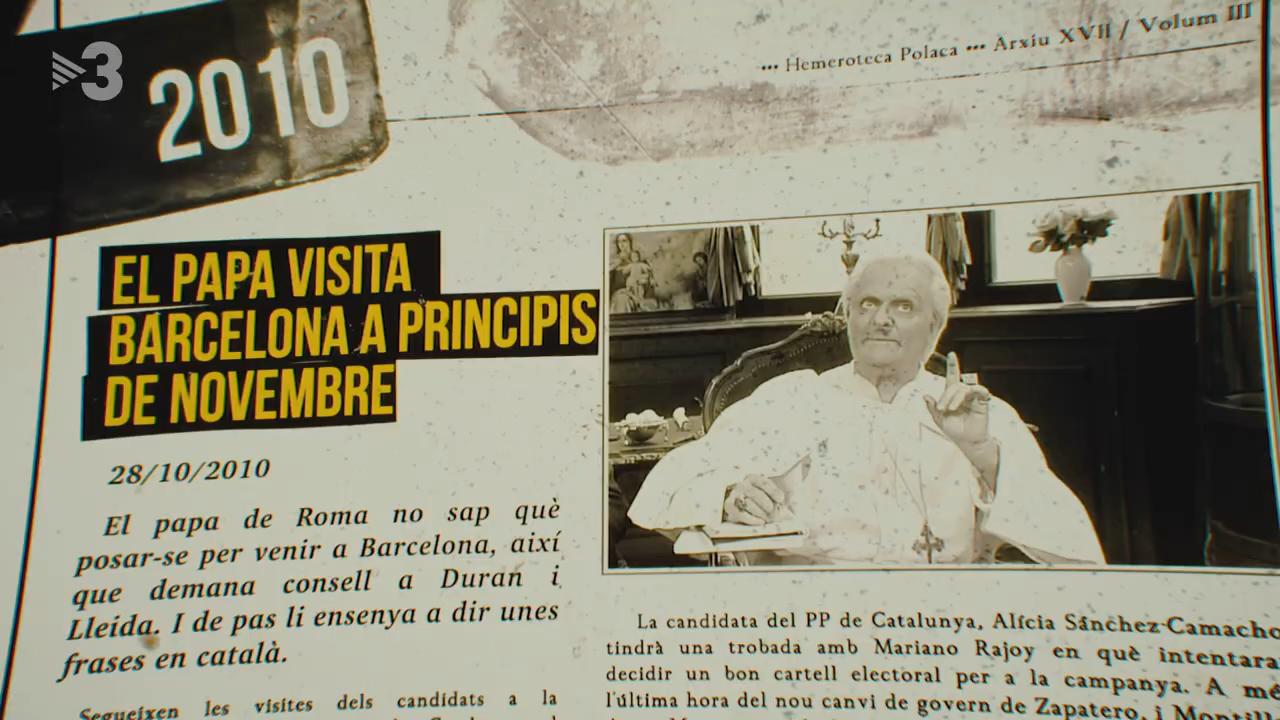 3
2010
••• Hemeroteca Polaca ••• Arxiu XVII / Volum III
EL PAPA VISITA
BARCELONA A PRINCIPIS
DE NOVEMBRE
28/10/2010
El papa de Roma no sap què
posar-se per venir a Barcelona, així
que demana consell a Duran i
Lleida. I de pas li ensenya a dir unes
frases en català.
Segueixen les visites dels candidats a la
La candidata del PP de Catalunya, Alícia Sánchez-Camacho
tindrà una trobada amb Mariano Rajoy en què intentara
decidir un bon cartell electoral per a la campanya. A mé
l'última hora del nou canvi de govern de Zapatero, i